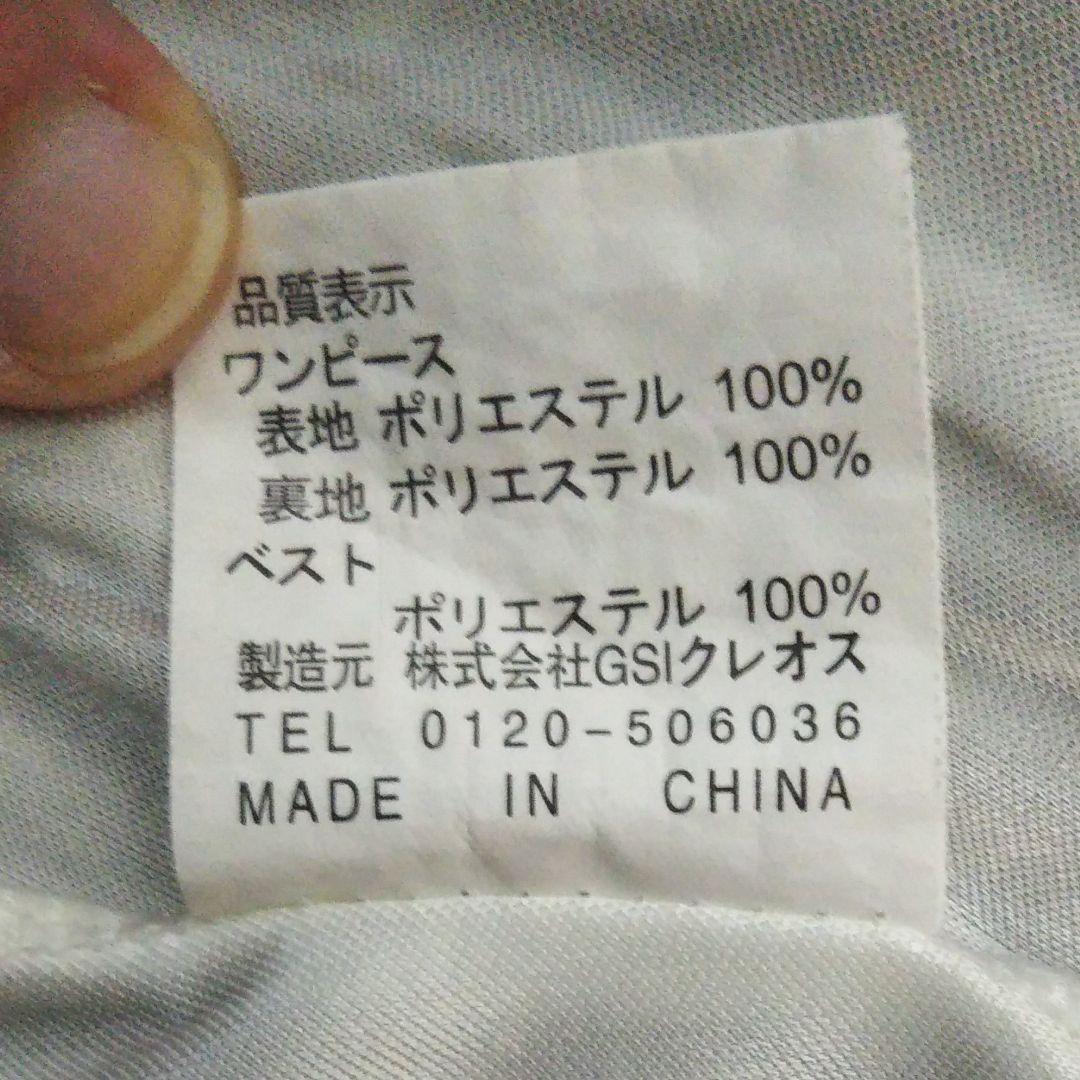 品質表示
ワンピース
表地 ポリエステル 100%
裏地 ポリエステル 100%
ベスト
ポリエステル 100%
製造元 株式会社GSIクレオス
TEL 0120-506036
MADE IN CHINA